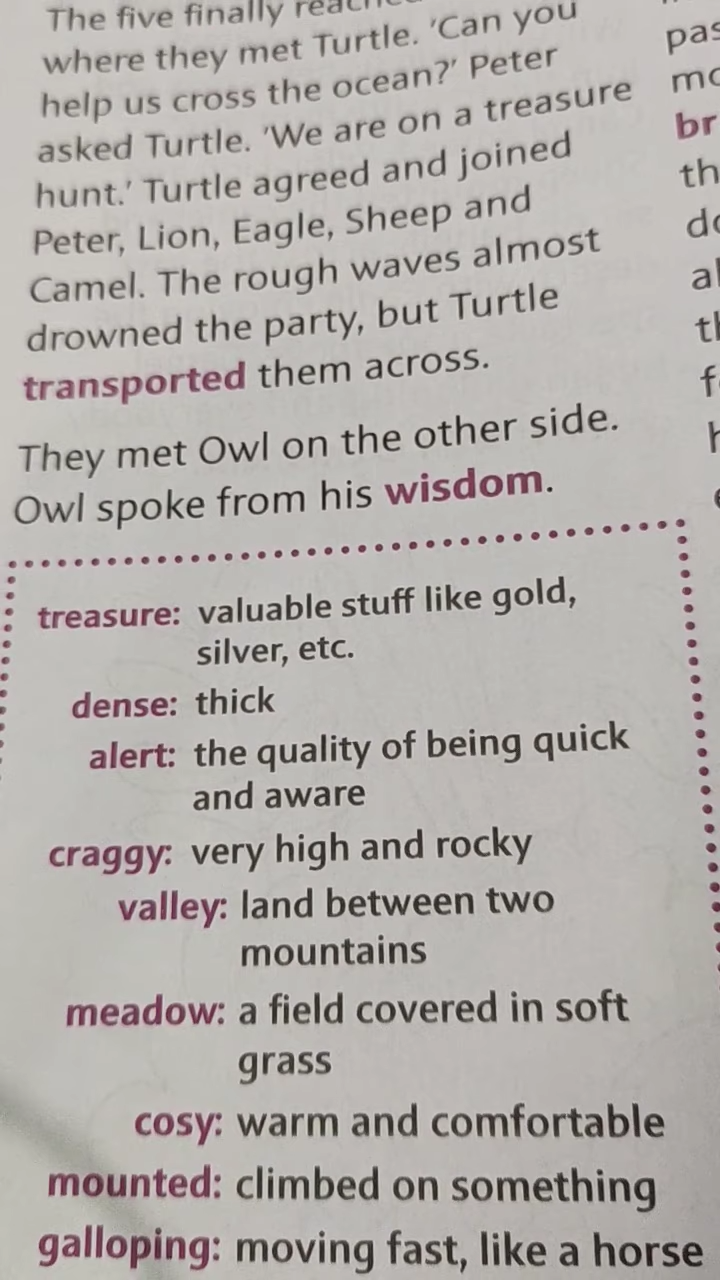 The five finally
where they met Turtle. 'Can you
help us cross the ocean?' Peter
asked Turtle. 'We are on a treasure
hunt.' Turtle agreed and joined
Peter, Lion, Eagle, Sheep and
Camel. The rough waves almost
drowned the party, but Turtle
transported them across.
They met Owl on the other side.
Owl spoke from his wisdom.
treasure: valuable stuff like gold,
silver, etc.
dense: thick
alert: the quality of being quick
and aware
craggy: very high and rocky
valley: land between two
mountains
meadow: a field covered in soft
grass
cosy: warm and comfortable
mounted: climbed on something
galloping: moving fast, like a horse